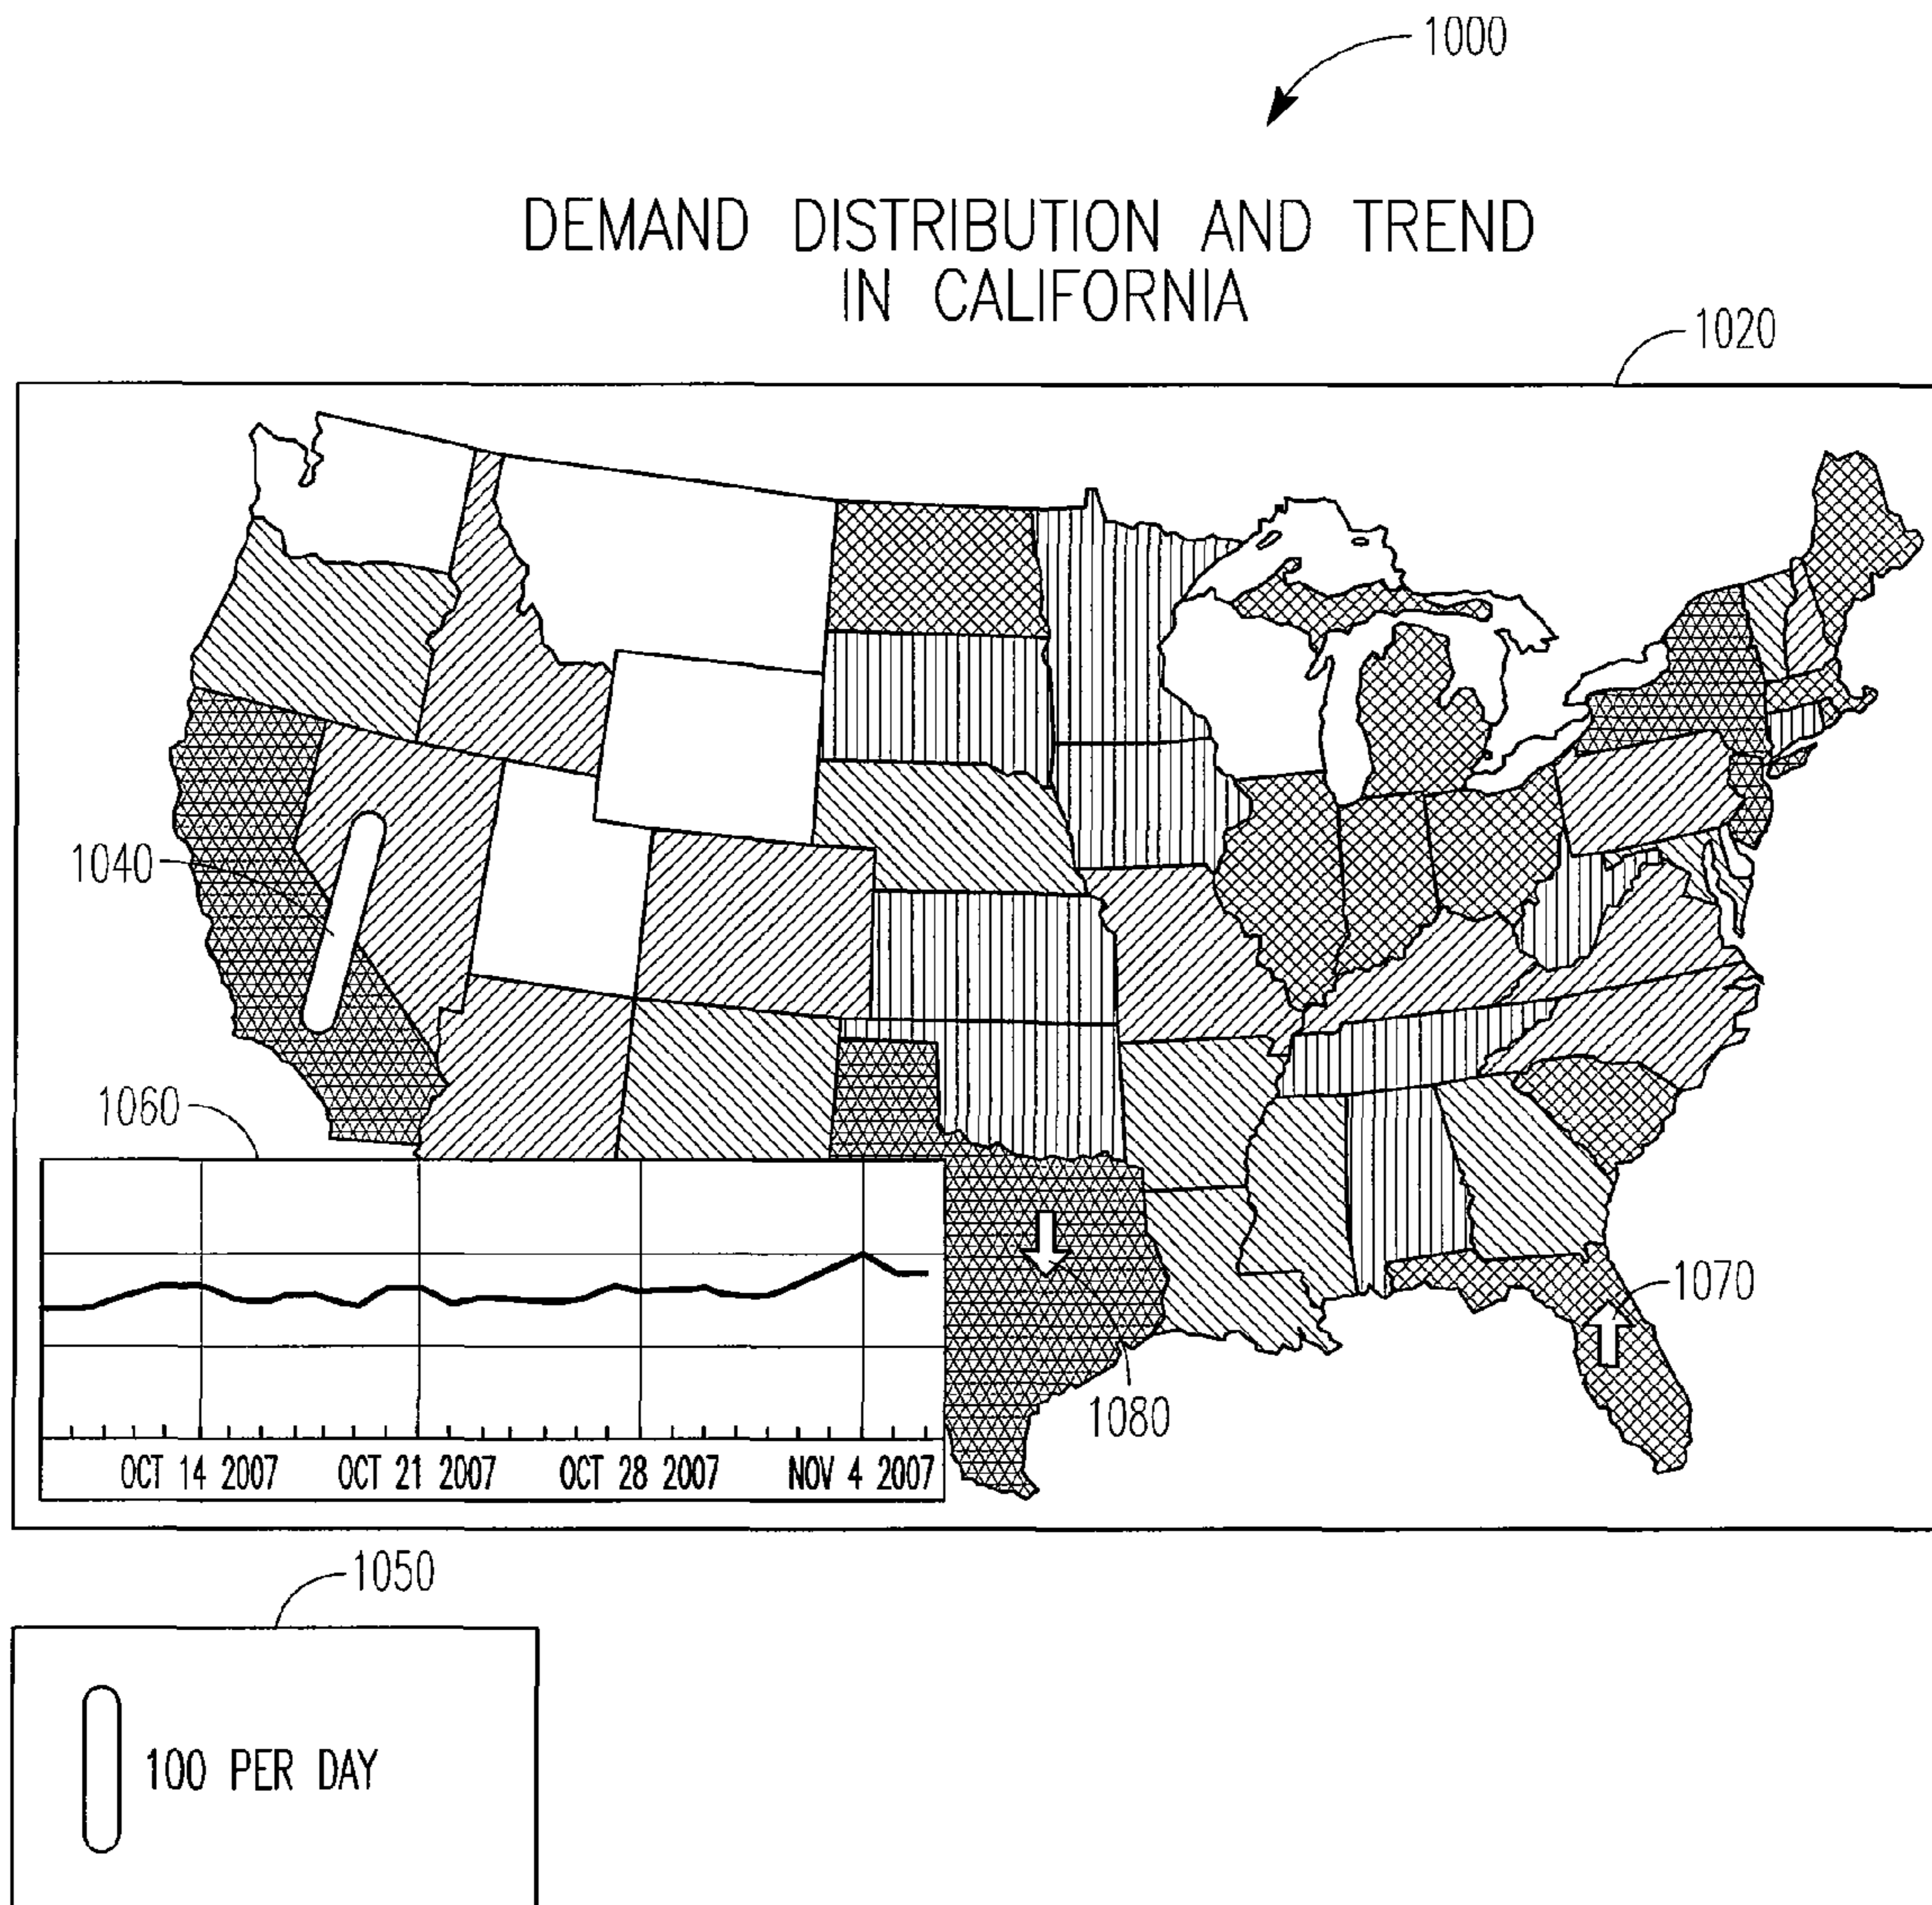 1000
DEMAND DISTRIBUTION AND TREND
IN CALIFORNIA
1020
1040
1060
1070
1080
OCT 14 2007 OCT 21 2007 OCT 28 2007 NOV 4 2007
1050
100 PER DAY